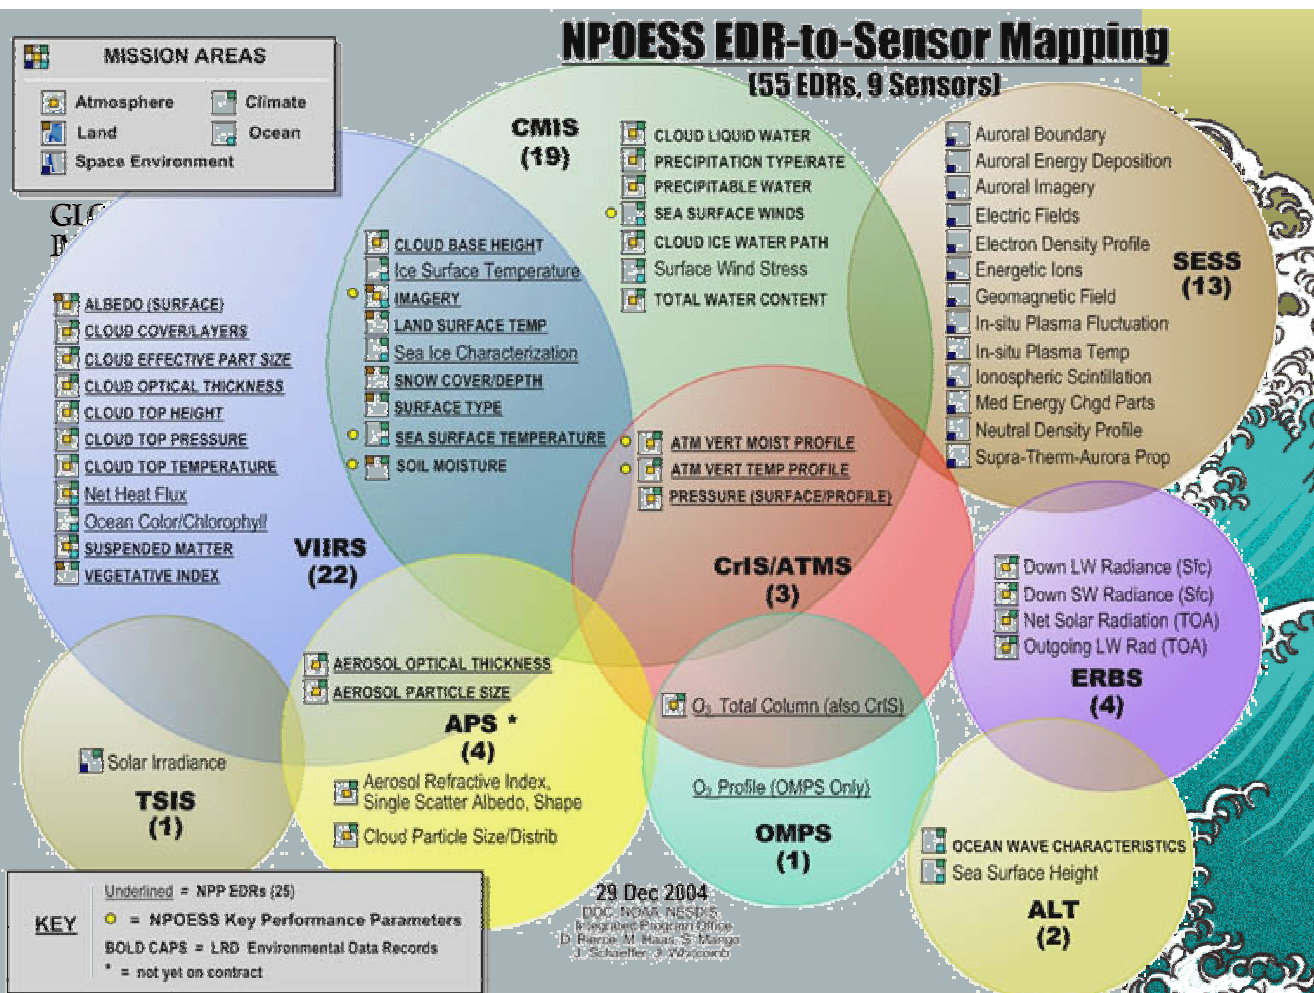 NPOESS EDR-to-Sensor Mapping
(55 EDRs, 9 Sensors)
MISSION AREAS
Atmosphere
Climate
Land
Ocean
Space Environment
CMIS
(19)
CLOUD LIQUID WATER
PRECIPITATION TYPE/RATE
PRECIPITABLE WATER
SEA SURFACE WINDS
CLOUD ICE WATER PATH
Surface Wind Stress
TOTAL WATER CONTENT
Auroral Boundary
Auroral Energy Deposition
Auroral Imagery
Electric Fields
Electron Density Profile
Energetic Ions
Geomagnetic Field
In-situ Plasma Fluctuation
In-situ Plasma Temp
Ionospheric Scintillation
Med Energy Chgd Parts
Neutral Density Profile
Supra-Therm-Aurora Prop
SESS
(13)
CLOUD BASE HEIGHT
Ice Surface Temperature
IMAGERY
LAND SURFACE TEMP
Sea Ice Characterization
SNOW COVER/DEPTH
SURFACE TYPE
SEA SURFACE TEMPERATURE
SOIL MOISTURE
ALBEDO (SURFACE)
CLOUD COVER/LAYERS
CLOUD EFFECTIVE PART SIZE
CLOUD OPTICAL THICKNESS
CLOUD TOP HEIGHT
CLOUD TOP PRESSURE
CLOUD TOP TEMPERATURE
Net Heat Flux
Ocean Color/Chlorophyll
SUSPENDED MATTER
VEGETATIVE INDEX
VIIRS
(22)
ATM VERT MOIST PROFILE
ATM VERT TEMP PROFILE
PRESSURE (SURFACE/PROFILE)
CrIS/ATMS
(3)
Down LW Radiance (Sfc)
Down SW Radiance (Sfc)
Net Solar Radiation (TOA)
Outgoing LW Rad (TOA)
ERBS
(4)
AEROSOL OPTICAL THICKNESS
AEROSOL PARTICLE SIZE
APS *
(4)
Aerosol Refractive Index,
Single Scatter Albedo, Shape
Cloud Particle Size/Distrib
O₃ Total Column (also CrIS)
O₃ Profile (OMPS Only)
OMPS
(1)
Solar Irradiance
TSIS
(1)
OCEAN WAVE CHARACTERISTICS
Sea Surface Height
ALT
(2)
KEY
Underlined = NPP EDRs (25)
= NPOESS Key Performance Parameters
BOLD CAPS = LRD Environmental Data Records
* = not yet on contract
29 Dec 2004
DOC, NOAA, NESDIS
Integrated Program Office
D. Pierce, M. Haas, S. Mango
J. Schaeffer